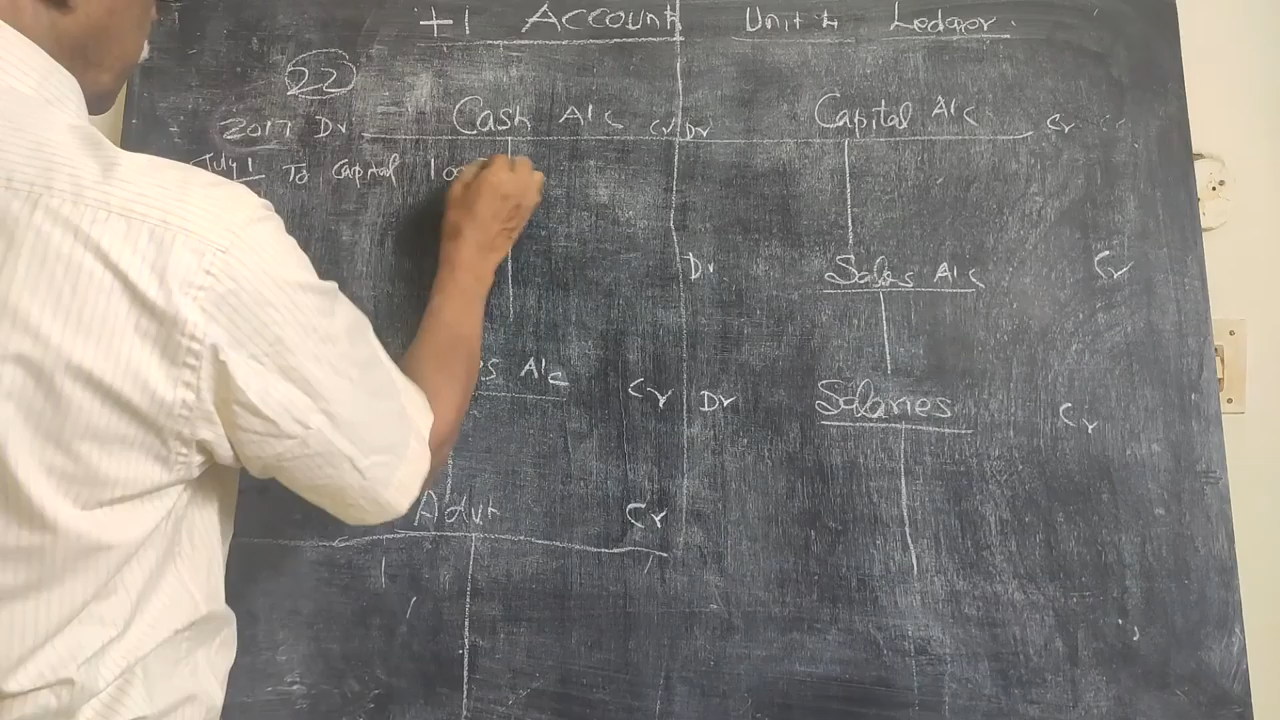 +1 Account Unit 4 Ledger.
22
2017 Dr Cash A/c Cr
July 1 To Capital
A/c Cr
Advt Cr
Dr Capital A/c Cr
Dr Sales A/c Cr
Dr Salaries Cr